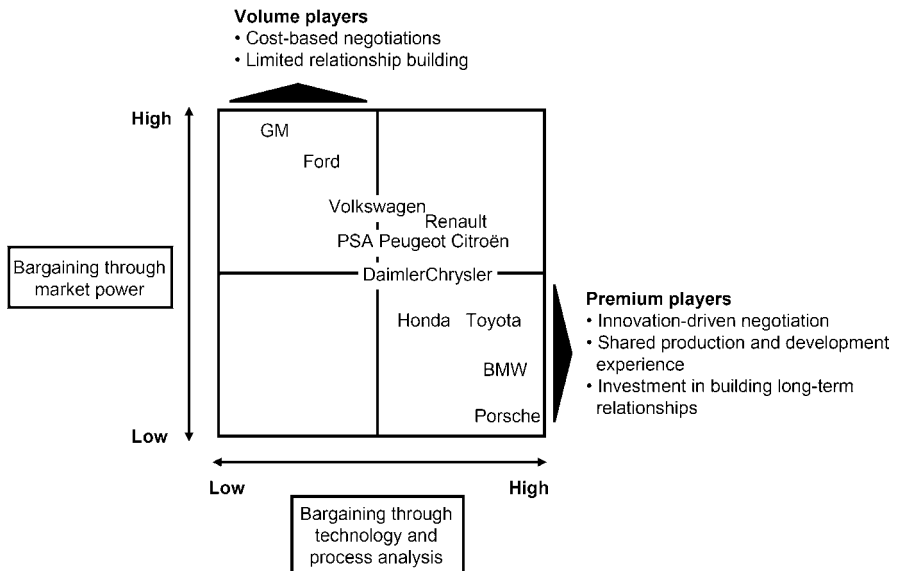 Volume players
• Cost-based negotiations
• Limited relationship building
High
GM
Ford
Volkswagen
Renault
PSA Peugeot Citroën
Bargaining through
market power
DaimlerChrysler
Premium players
• Innovation-driven negotiation
• Shared production and development
experience
• Investment in building long-term
relationships
Honda Toyota
BMW
Porsche
Low
Low
High
Bargaining through
technology and
process analysis